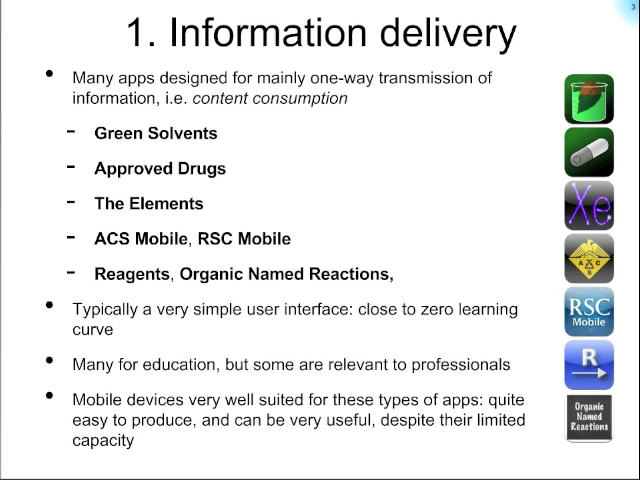 3
1. Information delivery
• Many apps designed for mainly one-way transmission of
information, i.e. content consumption
- Green Solvents
- Approved Drugs
- The Elements
- ACS Mobile, RSC Mobile
- Reagents, Organic Named Reactions,
• Typically a very simple user interface: close to zero learning
curve
• Many for education, but some are relevant to professionals
• Mobile devices very well suited for these types of apps: quite
easy to produce, and can be very useful, despite their limited
capacity
Xe
A C
S
RSC
Mobile
R
Organic
Named
Reactions